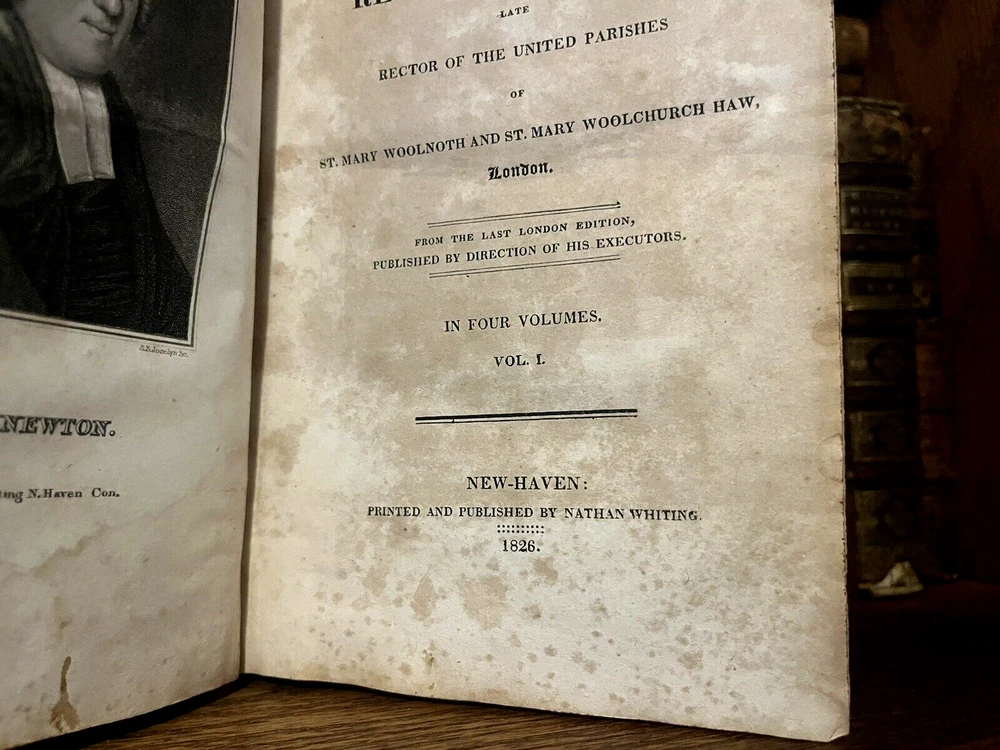 S.S. Jocelyn Sc.
NEWTON.
N. Haven Con.
LATE
RECTOR OF THE UNITED PARISHES
OF
ST. MARY WOOLNOTH AND ST. MARY WOOLCHURCH HAW,
London.
FROM THE LAST LONDON EDITION,
PUBLISHED BY DIRECTION OF HIS EXECUTORS.
IN FOUR VOLUMES.
VOL. I.
NEW-HAVEN:
PRINTED AND PUBLISHED BY NATHAN WHITING.
1826.